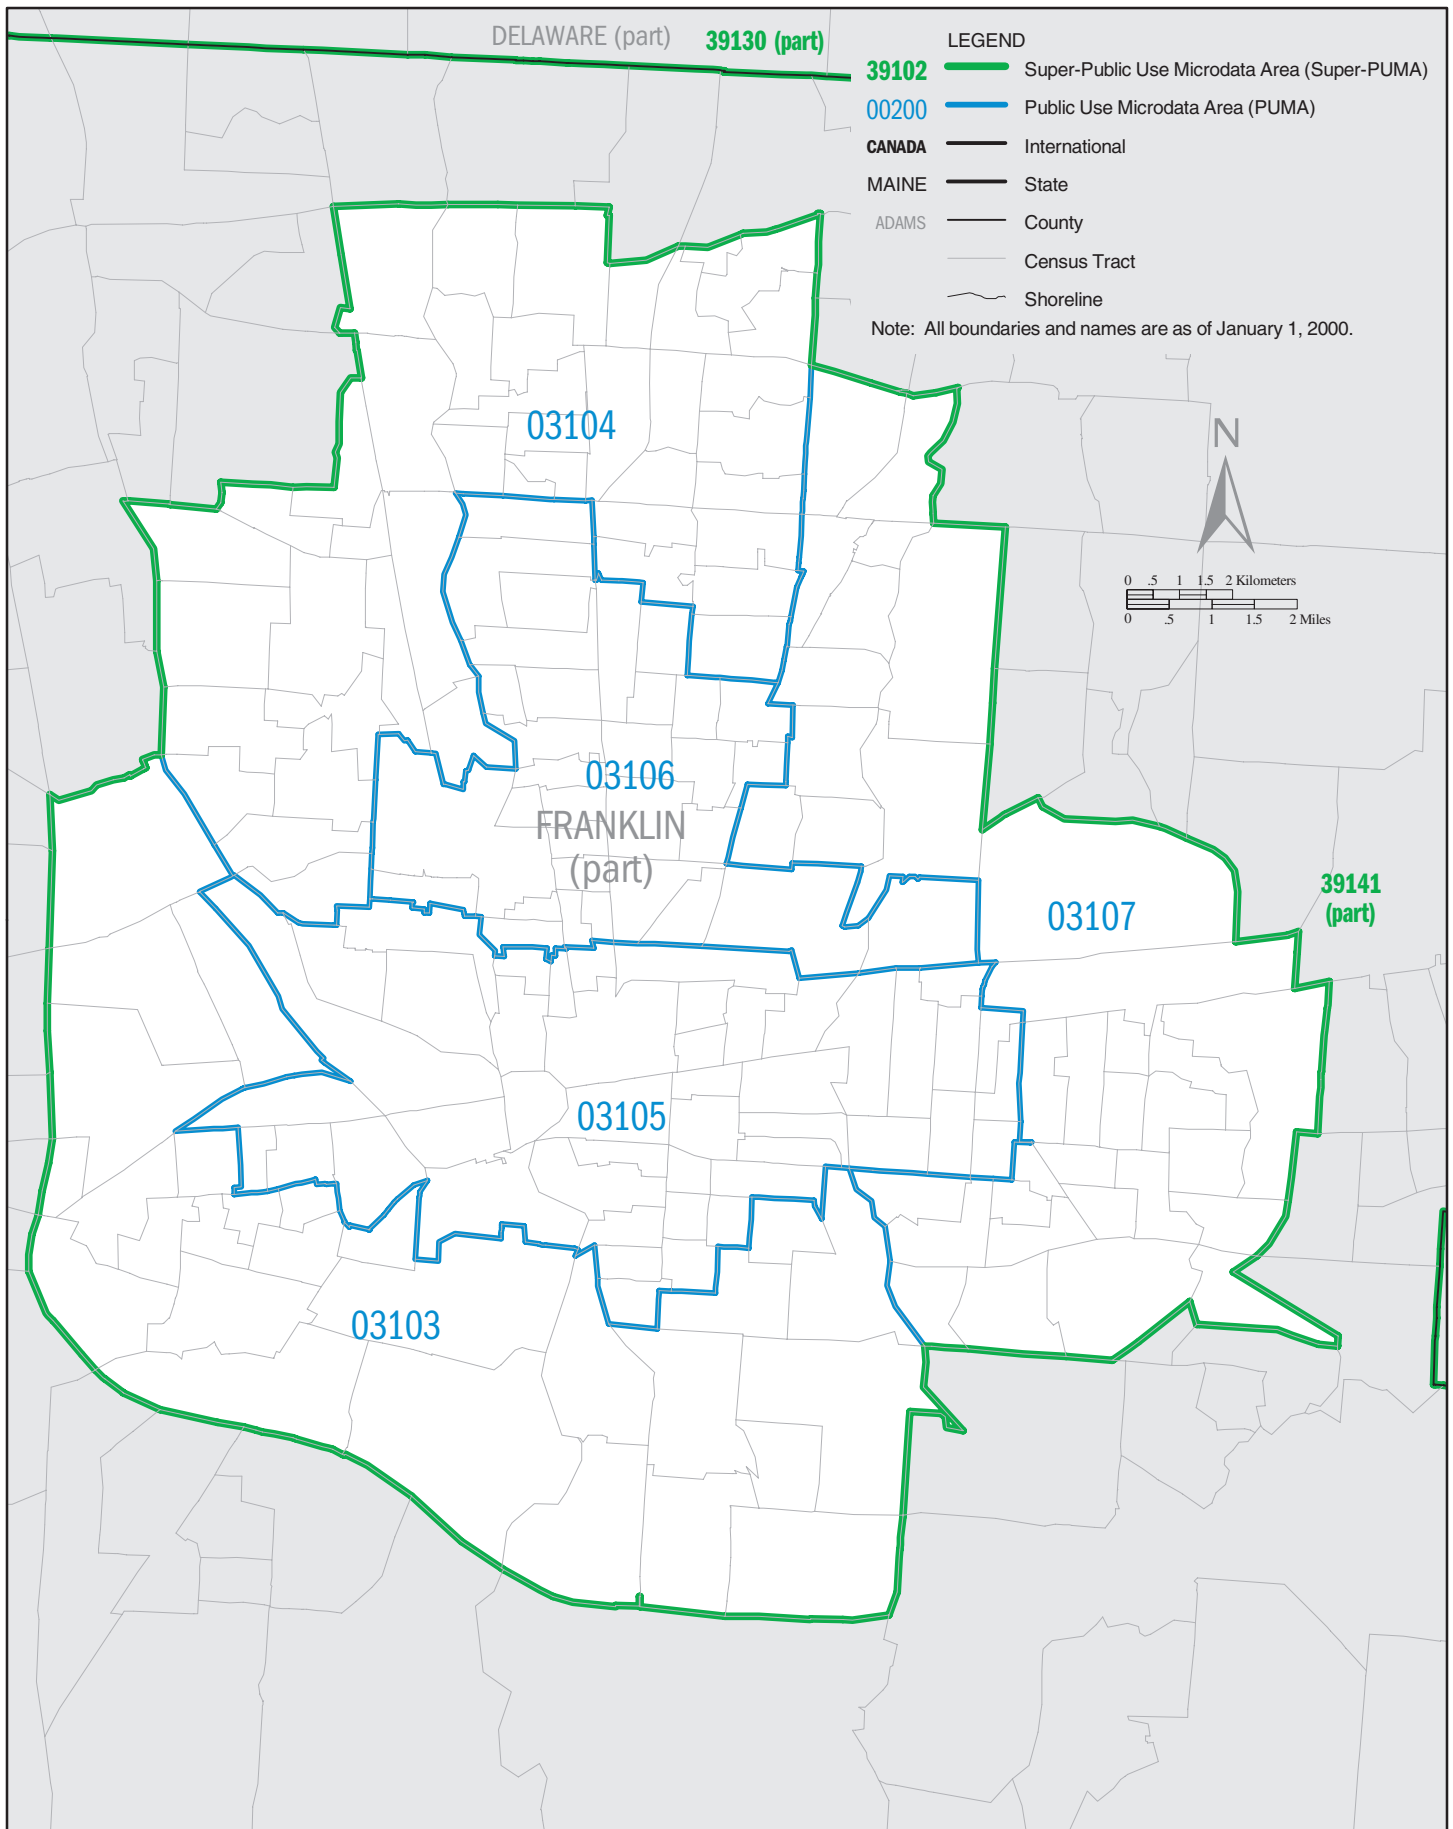 DELAWARE (part)
39130 (part)
LEGEND
39102 Super-Public Use Microdata Area (Super-PUMA)
00200 Public Use Microdata Area (PUMA)
CANADA International
MAINE State
ADAMS County
Census Tract
Shoreline
Note: All boundaries and names are as of January 1, 2000.
03104
N
0 .5 1 1.5 2 Kilometers
0 .5 1 1.5 2 Miles
03106
FRANKLIN
(part)
39141
(part)
03107
03105
03103